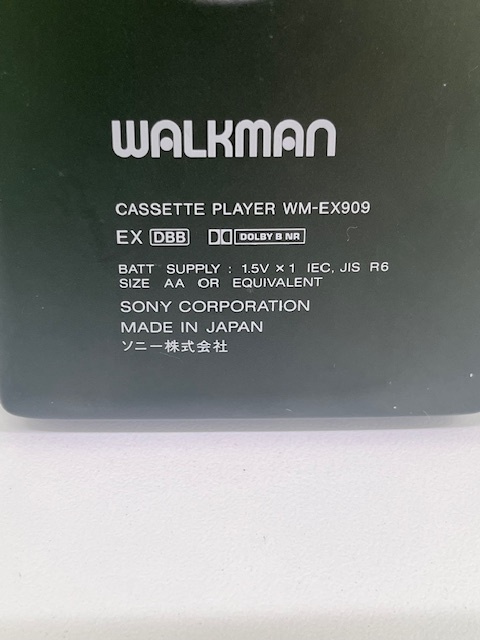 WALKMAN
CASSETTE PLAYER WM-EX909
EX DBB DOLBY B NR
BATT SUPPLY : 1.5V × 1 IEC, JIS R6
SIZE AA OR EQUIVALENT
SONY CORPORATION
MADE IN JAPAN
ソニー株式会社